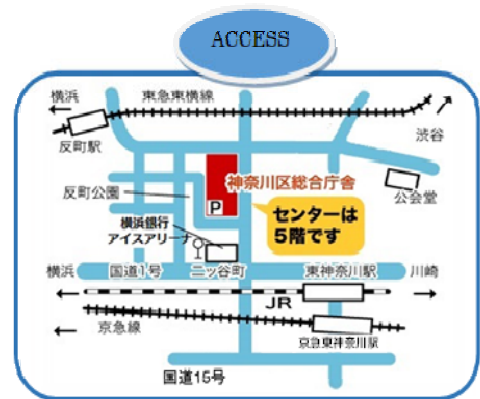 ACCESS
横浜
東急東横線
反町駅
渋谷
反町公園
神奈川区総合庁舎
公会堂
P
センターは
5階です
横浜銀行
アイスアリーナ
横浜
国道1号
二ッ谷町
東神奈川駅
川崎
JR
京急線
京急東神奈川駅
国道15号